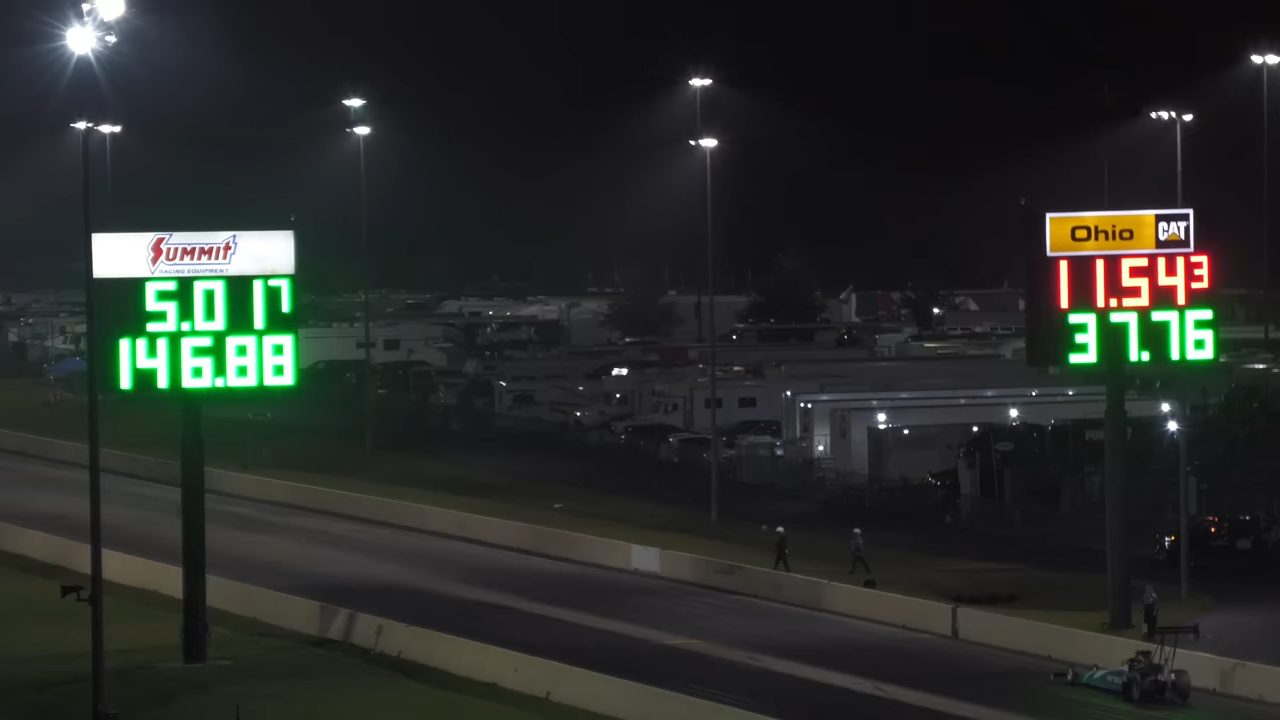 SUMMIT
RACING EQUIPMENT
5.017
146.88
Ohio CAT
11.543
37.76